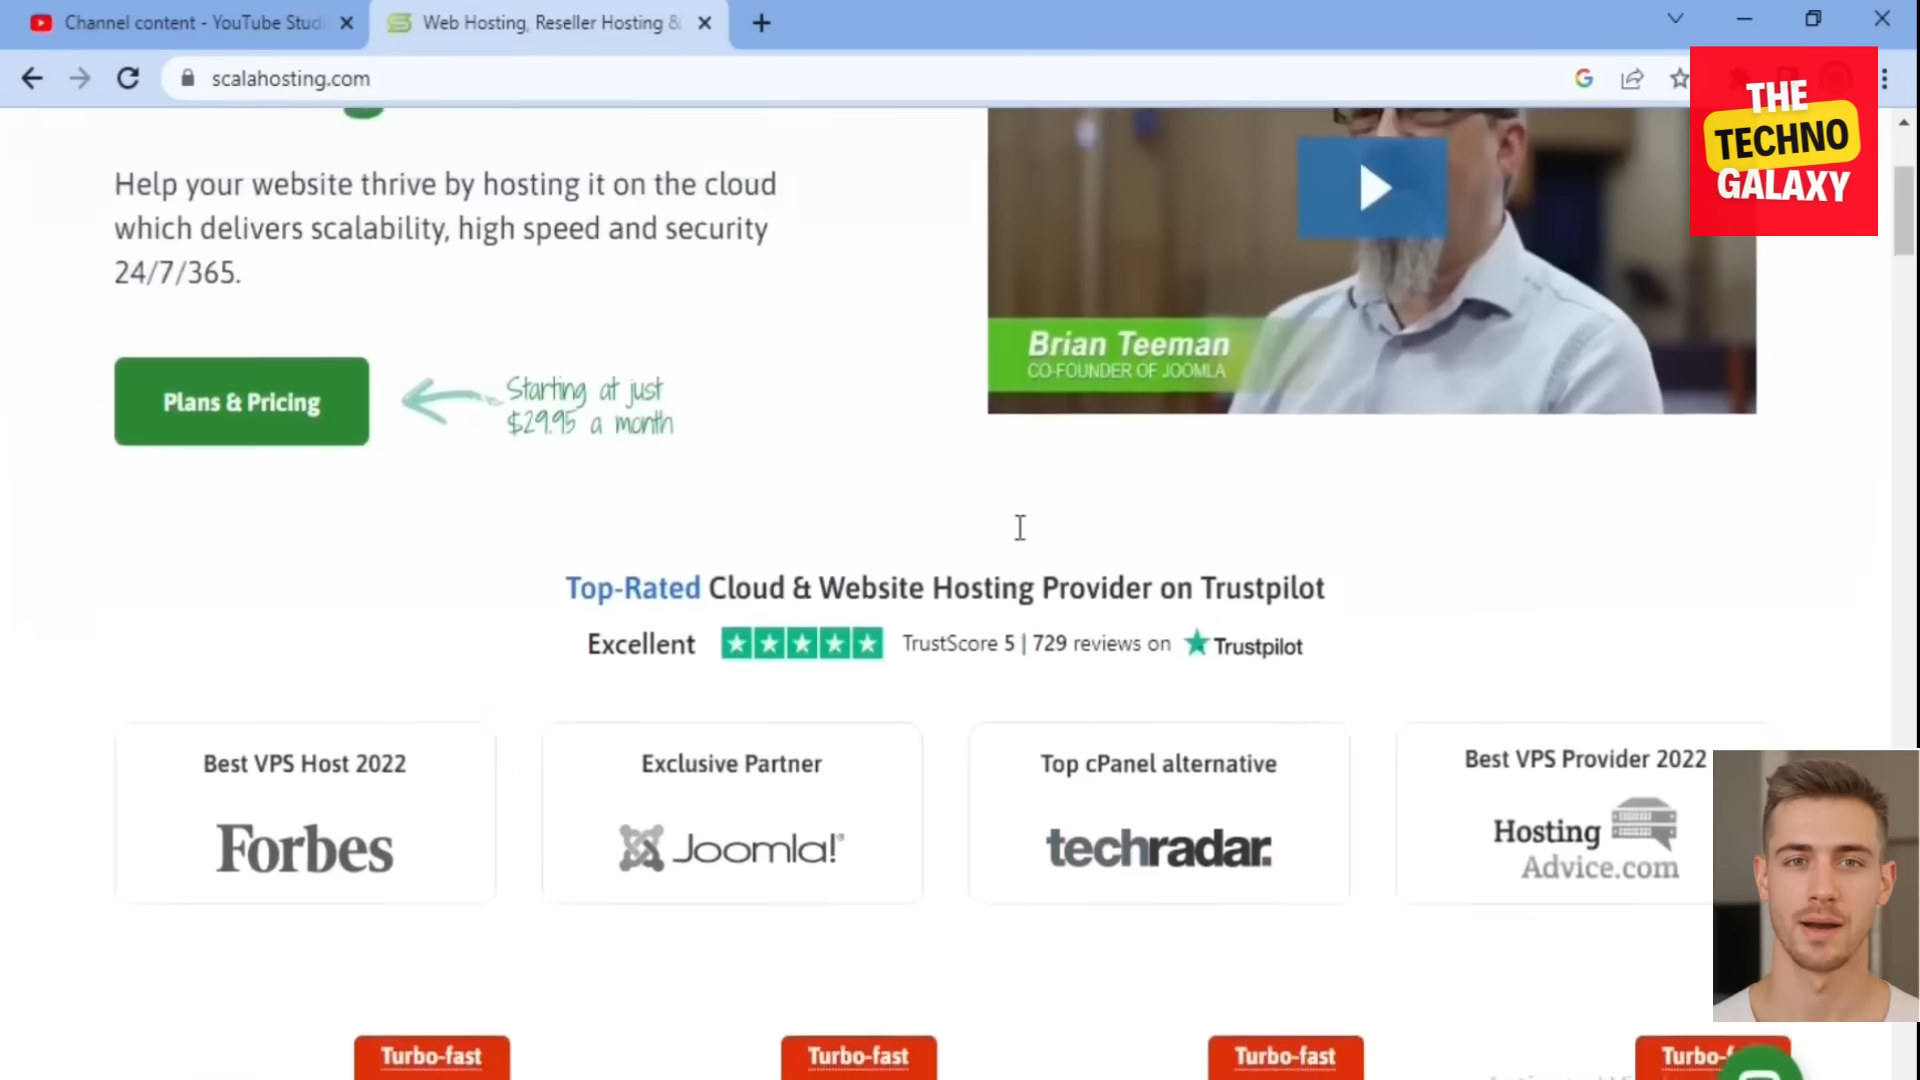 Channel content - YouTube Stud
Web Hosting, Reseller Hosting &
scalahosting.com
THE
TECHNO
GALAXY
Help your website thrive by hosting it on the cloud
which delivers scalability, high speed and security
24/7/365.
Brian Teeman
CO-FOUNDER OF JOOMLA
Plans & Pricing
Starting at just
$29.95 a month
Top-Rated Cloud & Website Hosting Provider on Trustpilot
Excellent TrustScore 5 | 729 reviews on Trustpilot
Best VPS Host 2022
Forbes
Exclusive Partner
Joomla!®
Top cPanel alternative
techradar.
Best VPS Provider 2022
Hosting
Advice.com
Turbo-fast
Turbo-fast
Turbo-fast
Turbo-f